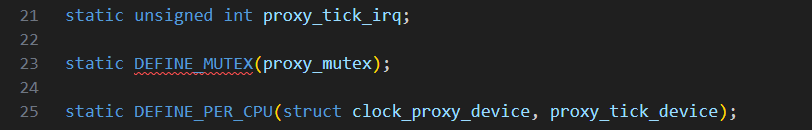 21 static unsigned int proxy_tick_irq;
22
23 static DEFINE_MUTEX(proxy_mutex);
24
25 static DEFINE_PER_CPU(struct clock_proxy_device, proxy_tick_device);